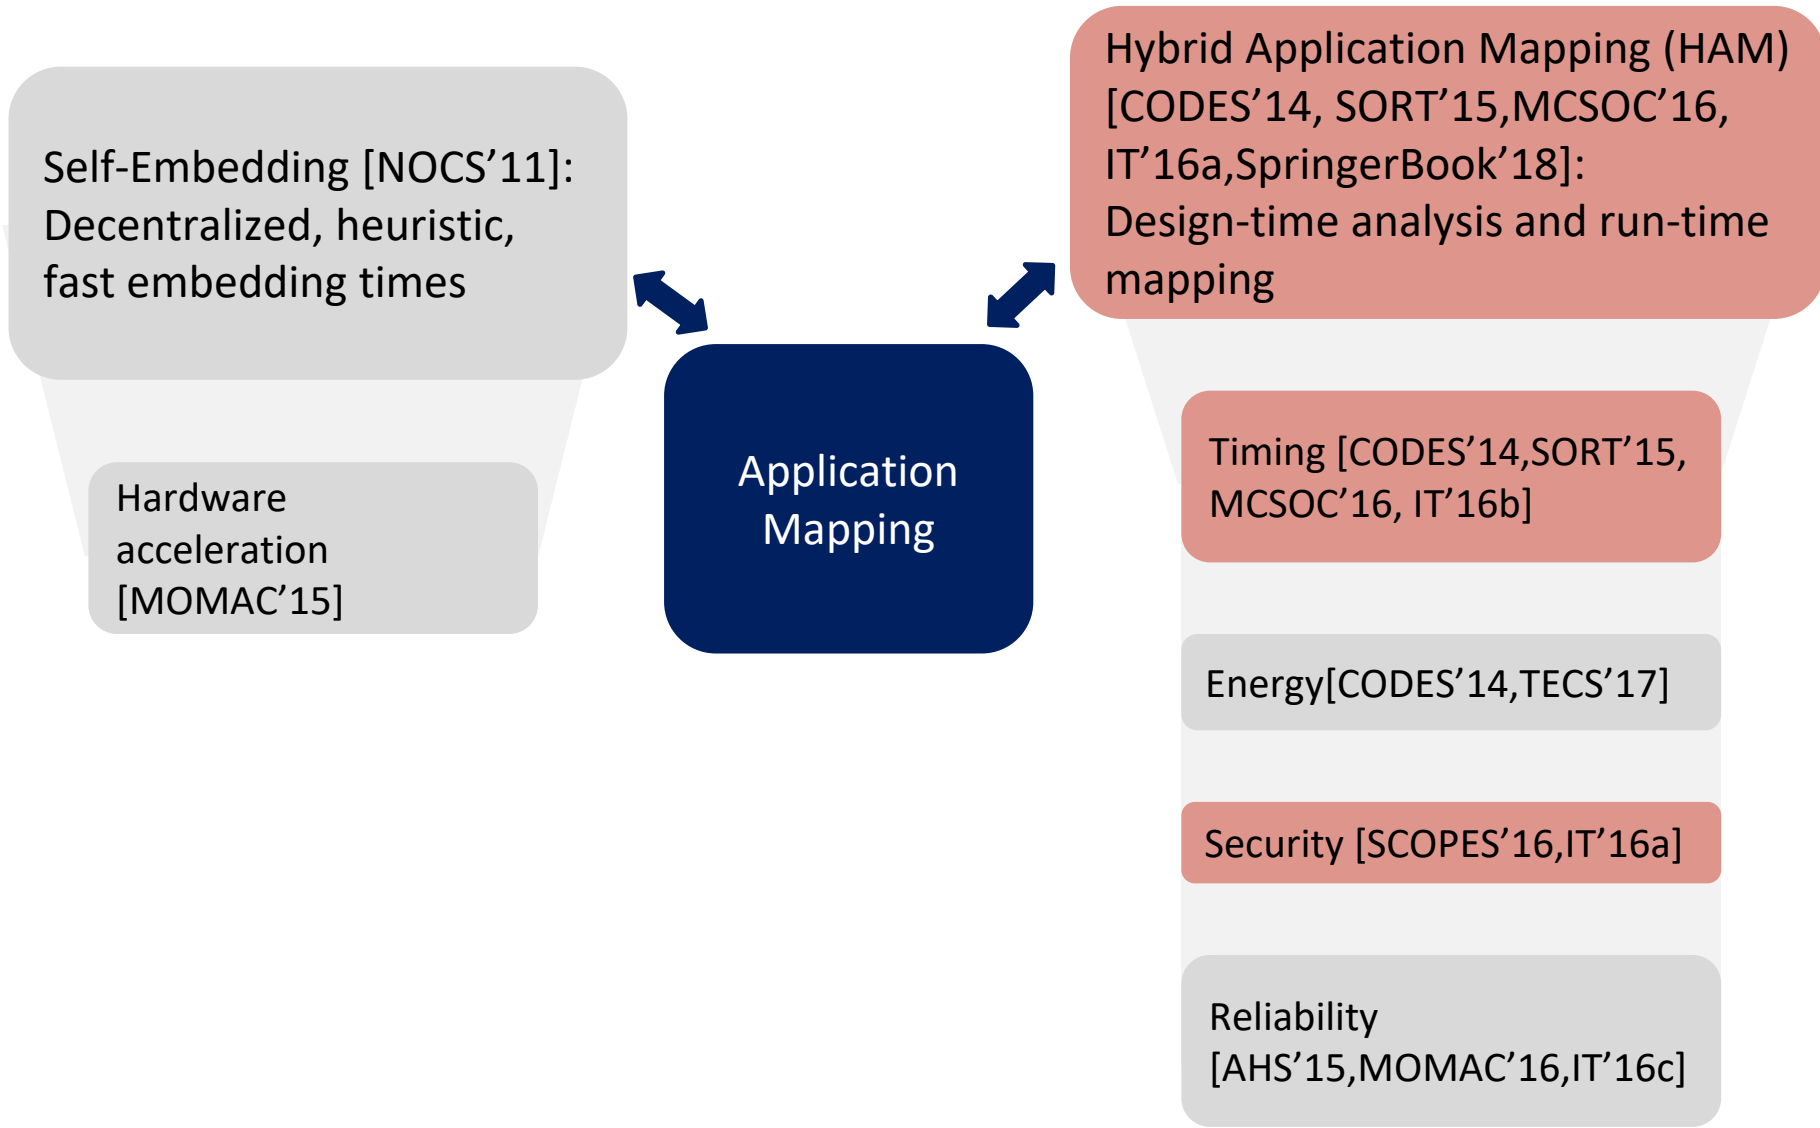 Self-Embedding [NOCS’11]:
Decentralized, heuristic,
fast embedding times
Hardware
acceleration
[MOMAC’15]
Application
Mapping
Hybrid Application Mapping (HAM)
[CODES’14, SORT’15,MCSOC’16,
IT’16a,SpringerBook’18]:
Design-time analysis and run-time
mapping
Timing [CODES’14,SORT’15,
MCSOC’16, IT’16b]
Energy[CODES’14,TECS’17]
Security [SCOPES’16,IT’16a]
Reliability
[AHS’15,MOMAC’16,IT’16c]